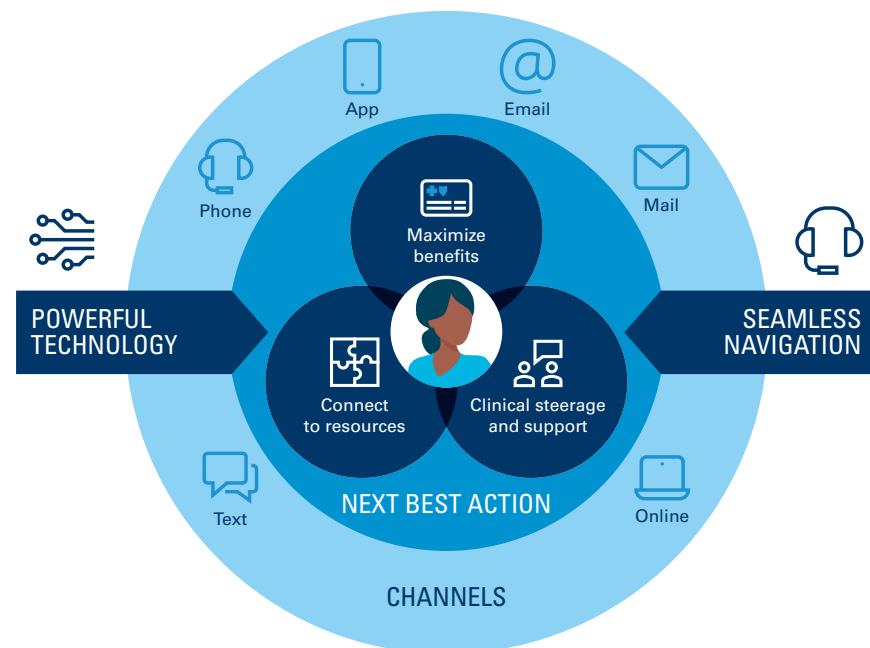 App
@
Email
Phone
Mail
Maximize
benefits
POWERFUL
TECHNOLOGY
SEAMLESS
NAVIGATION
Connect
to resources
Clinical steerage
and support
Text
NEXT BEST ACTION
Online
CHANNELS